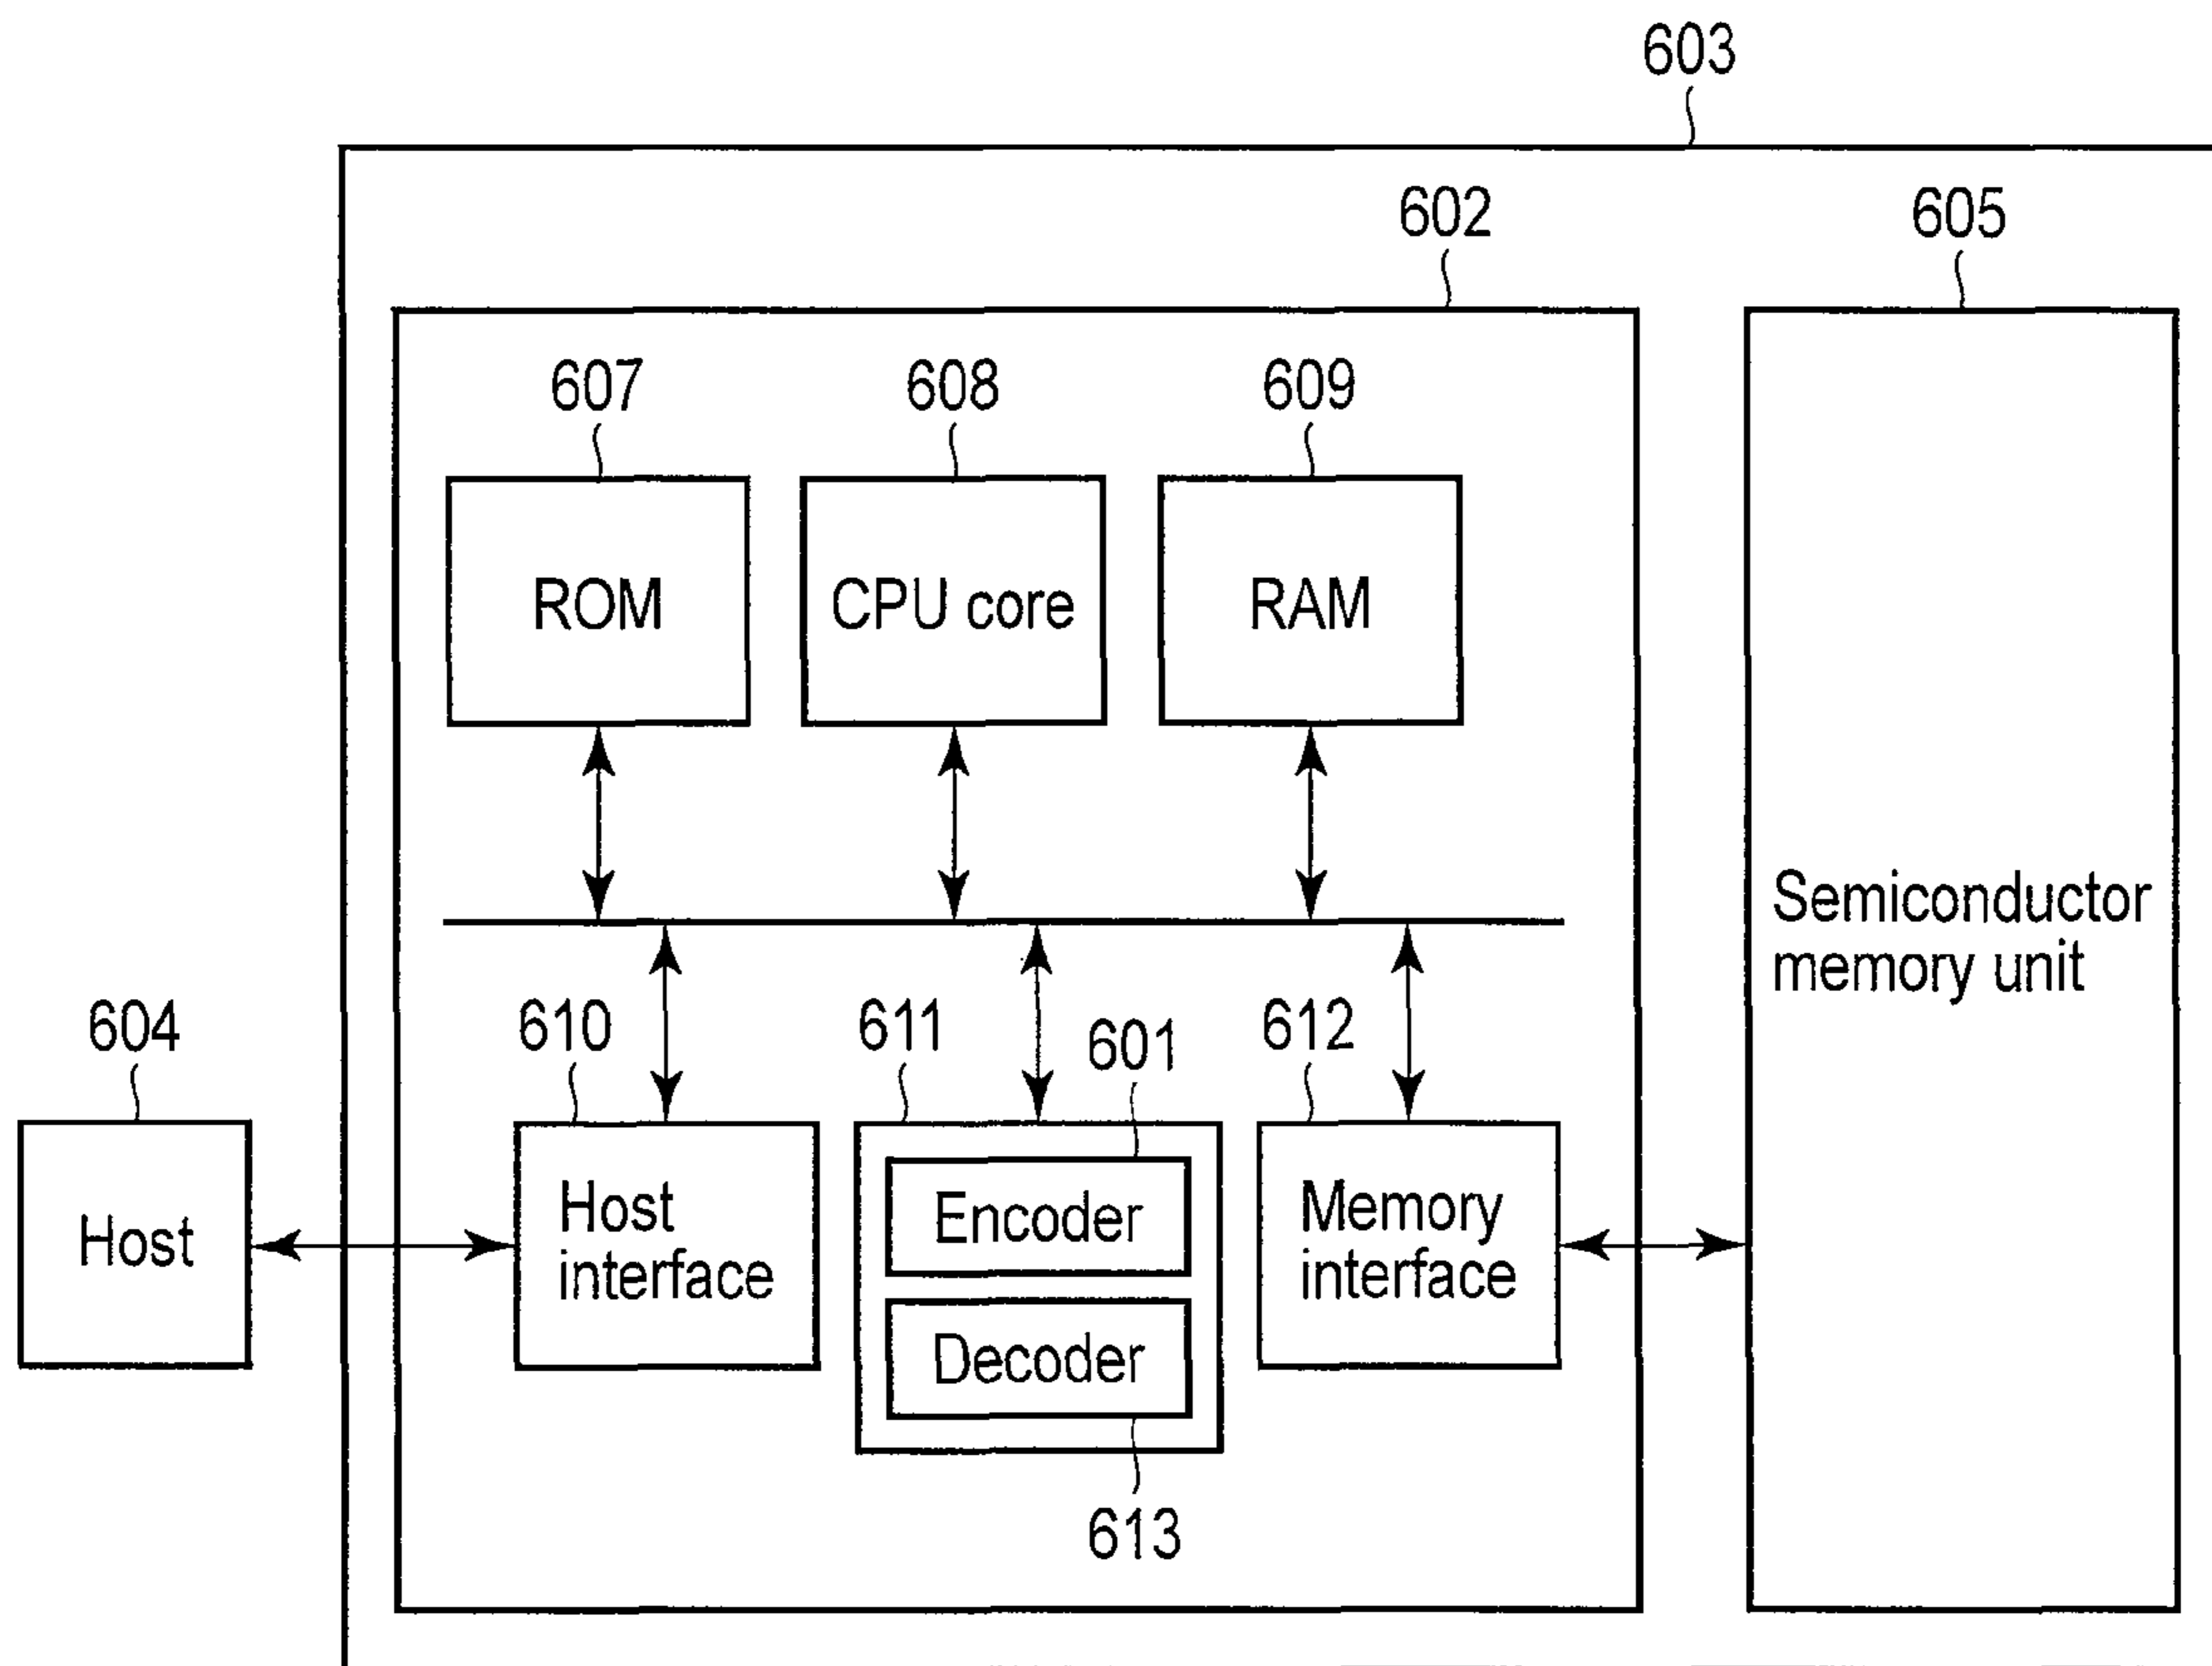 603
602
605
607
608
609
ROM
CPU core
RAM
Semiconductor
memory unit
604
610
611
601
612
Host
Host
interface
Encoder
Decoder
Memory
interface
613